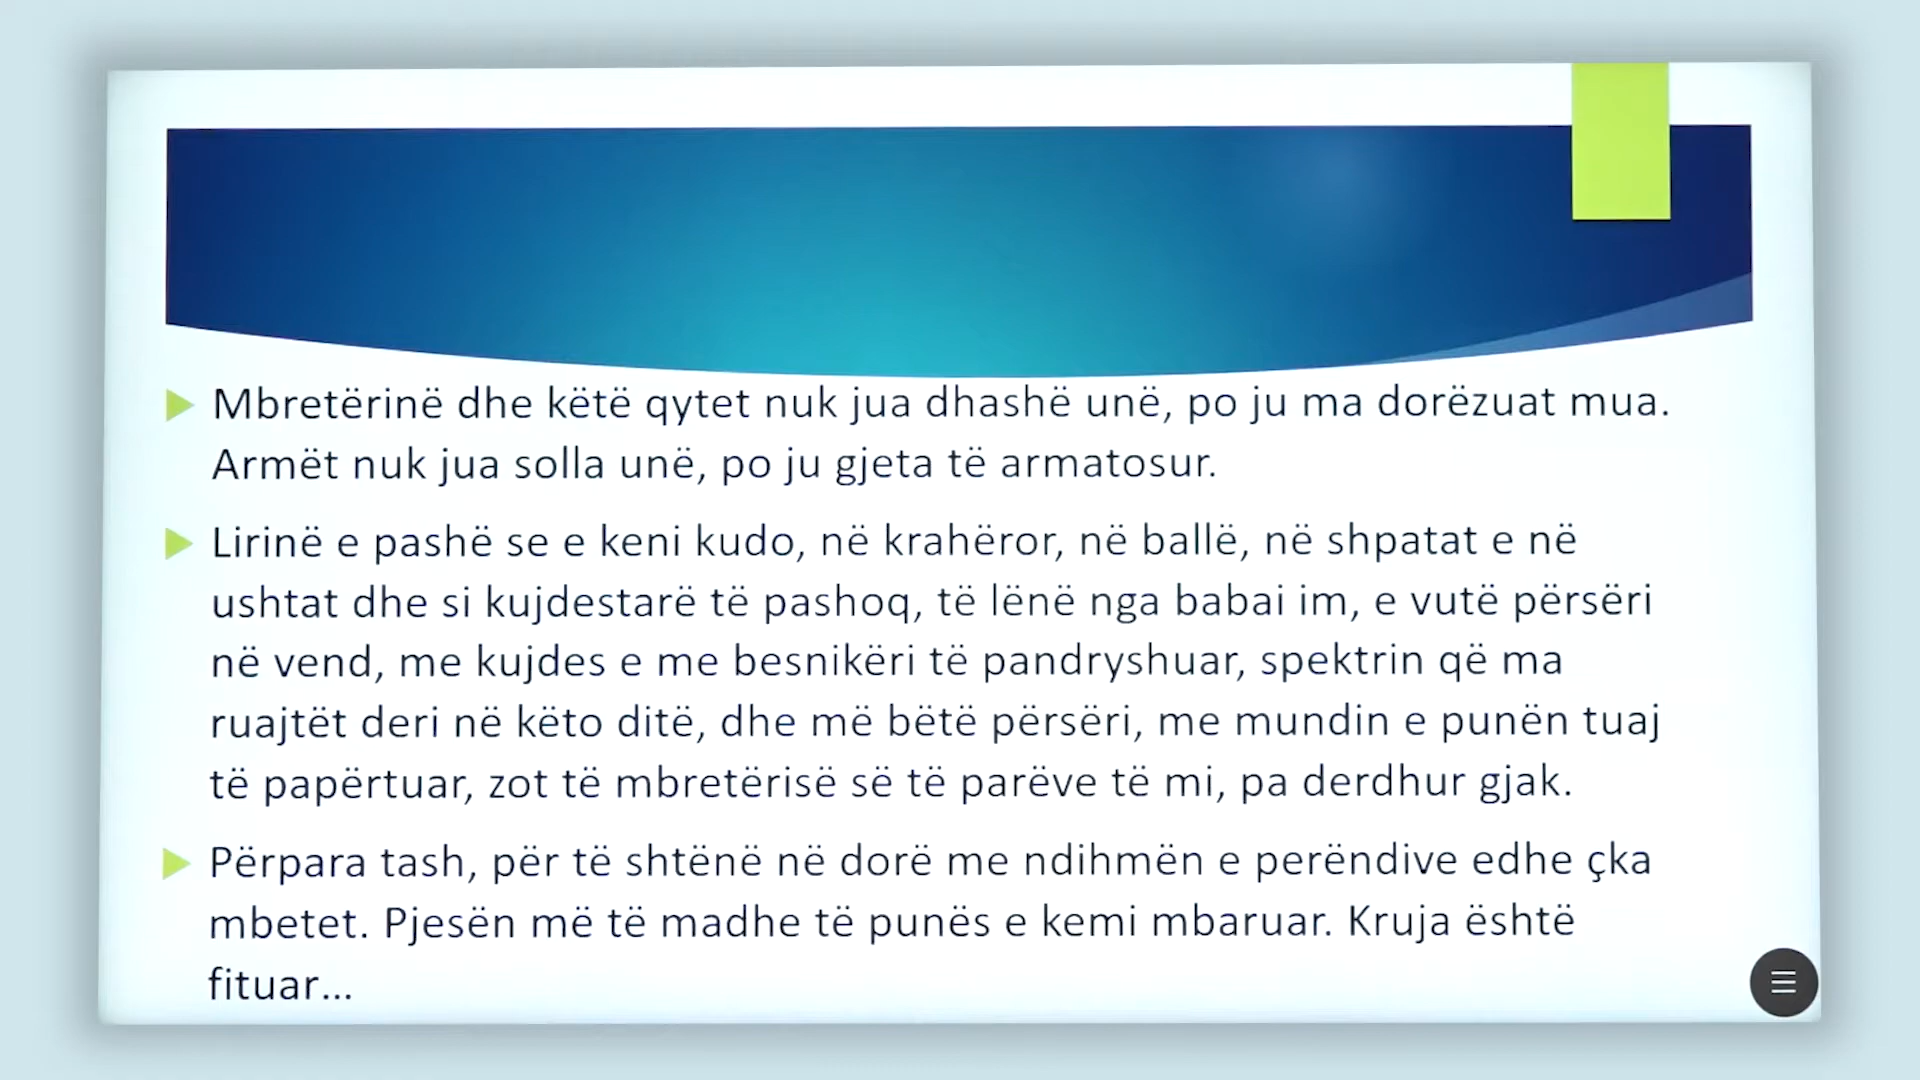 Mbretërinë dhe këtë qytet nuk jua dhashë unë, po ju ma dorëzuat mua.
Armët nuk jua solla unë, po ju gjeta të armatosur.
Lirinë e pashë se e keni kudo, në krahëror, në ballë, në shpatat e në
ushtat dhe si kujdestarë të pashoq, të lënë nga babai im, e vutë përsëri
në vend, me kujdes e me besnikëri të pandryshuar, spektrin që ma
ruajtët deri në këto ditë, dhe më bëtë përsëri, me mundin e punën tuaj
të papërtuar, zot të mbretërisë së të parëve të mi, pa derdhur gjak.
Përpara tash, për të shtënë në dorë me ndihmën e perëndive edhe çka
mbetet. Pjesën më të madhe të punës e kemi mbaruar. Kruja është
fituar...